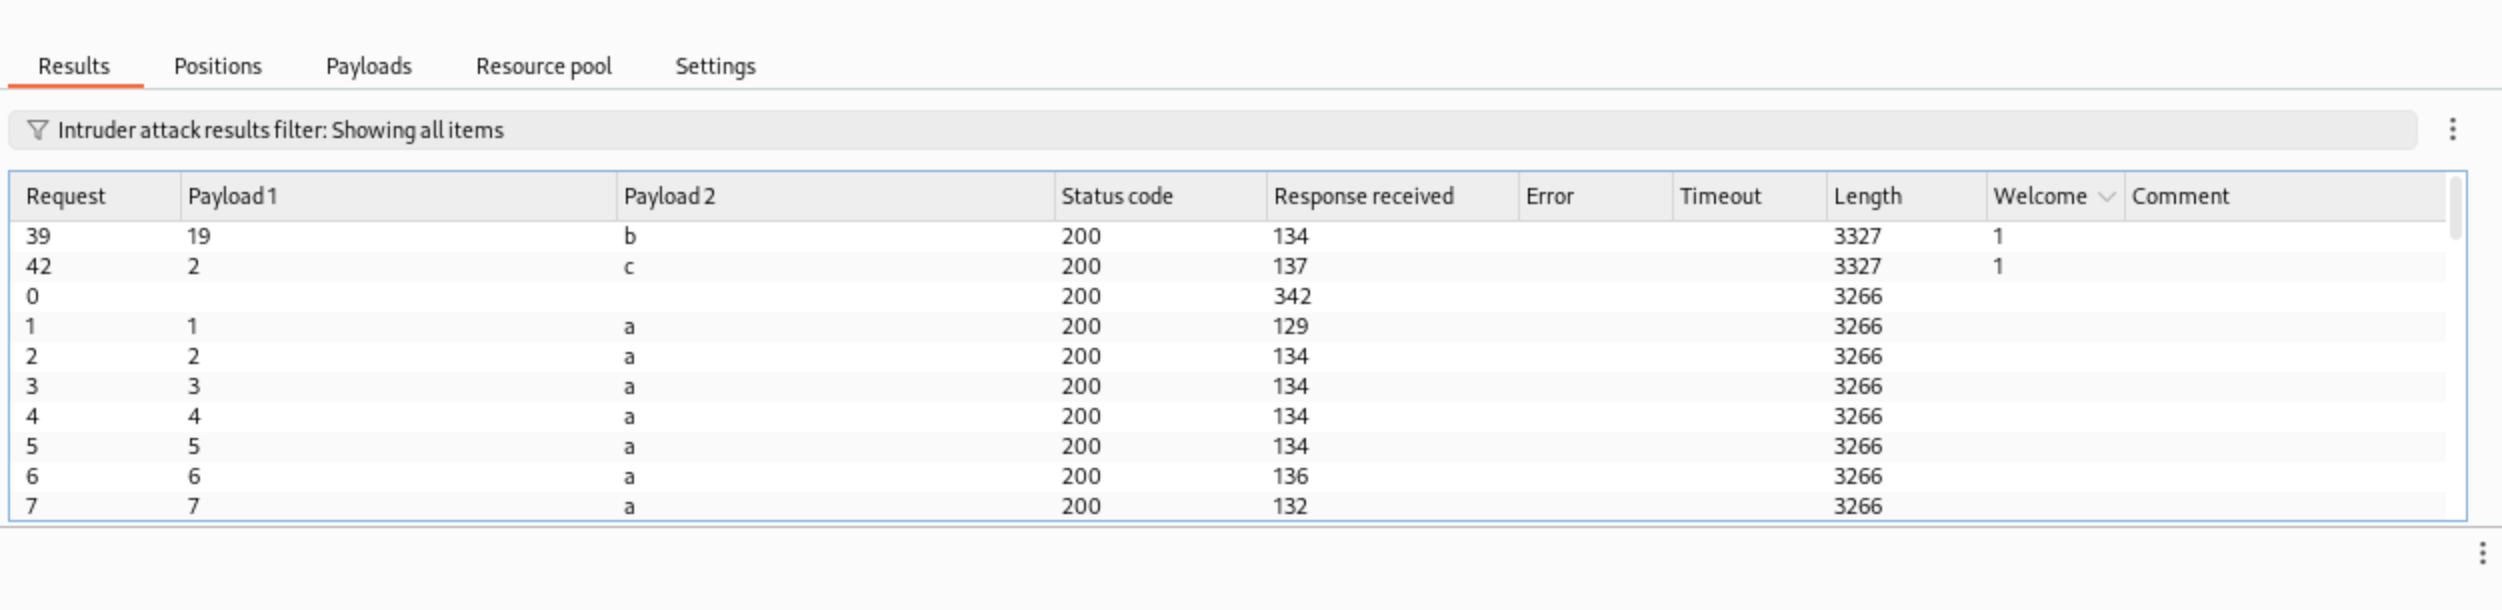 Results Positions Payloads Resource pool Settings
Intruder attack results filter: Showing all items
Request Payload 1 Payload 2 Status code Response received Error Timeout Length Welcome Comment
39 19 b 200 134 3327 1
42 2 c 200 137 3327 1
0 200 342 3266
1 1 a 200 129 3266
2 2 a 200 134 3266
3 3 a 200 134 3266
4 4 a 200 134 3266
5 5 a 200 134 3266
6 6 a 200 136 3266
7 7 a 200 132 3266